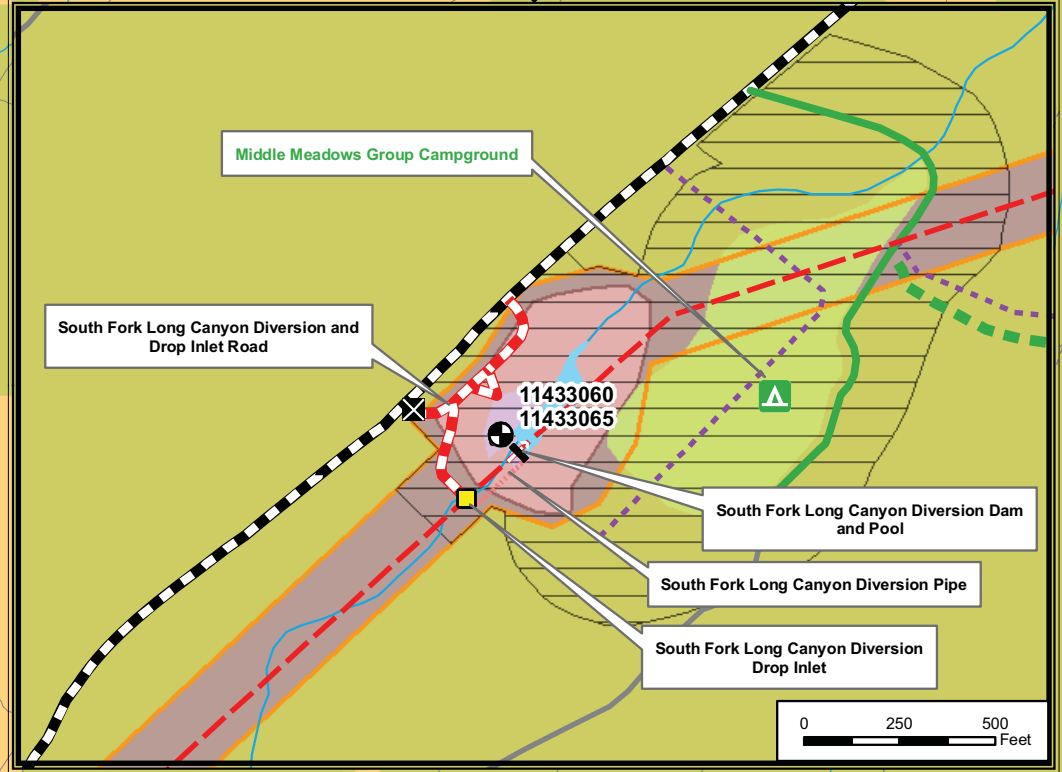 Middle Meadows Group Campground
South Fork Long Canyon Diversion and
Drop Inlet Road
11433060
11433065
South Fork Long Canyon Diversion Dam
and Pool
South Fork Long Canyon Diversion Pipe
South Fork Long Canyon Diversion
Drop Inlet
0 250 500
Feet